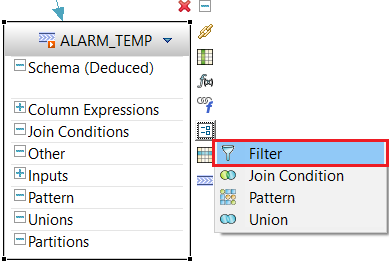 ALARM_TEMP
Schema (Deduced)
Column Expressions
Join Conditions
Other
Inputs
Pattern
Unions
Partitions
Filter
Join Condition
Pattern
Union